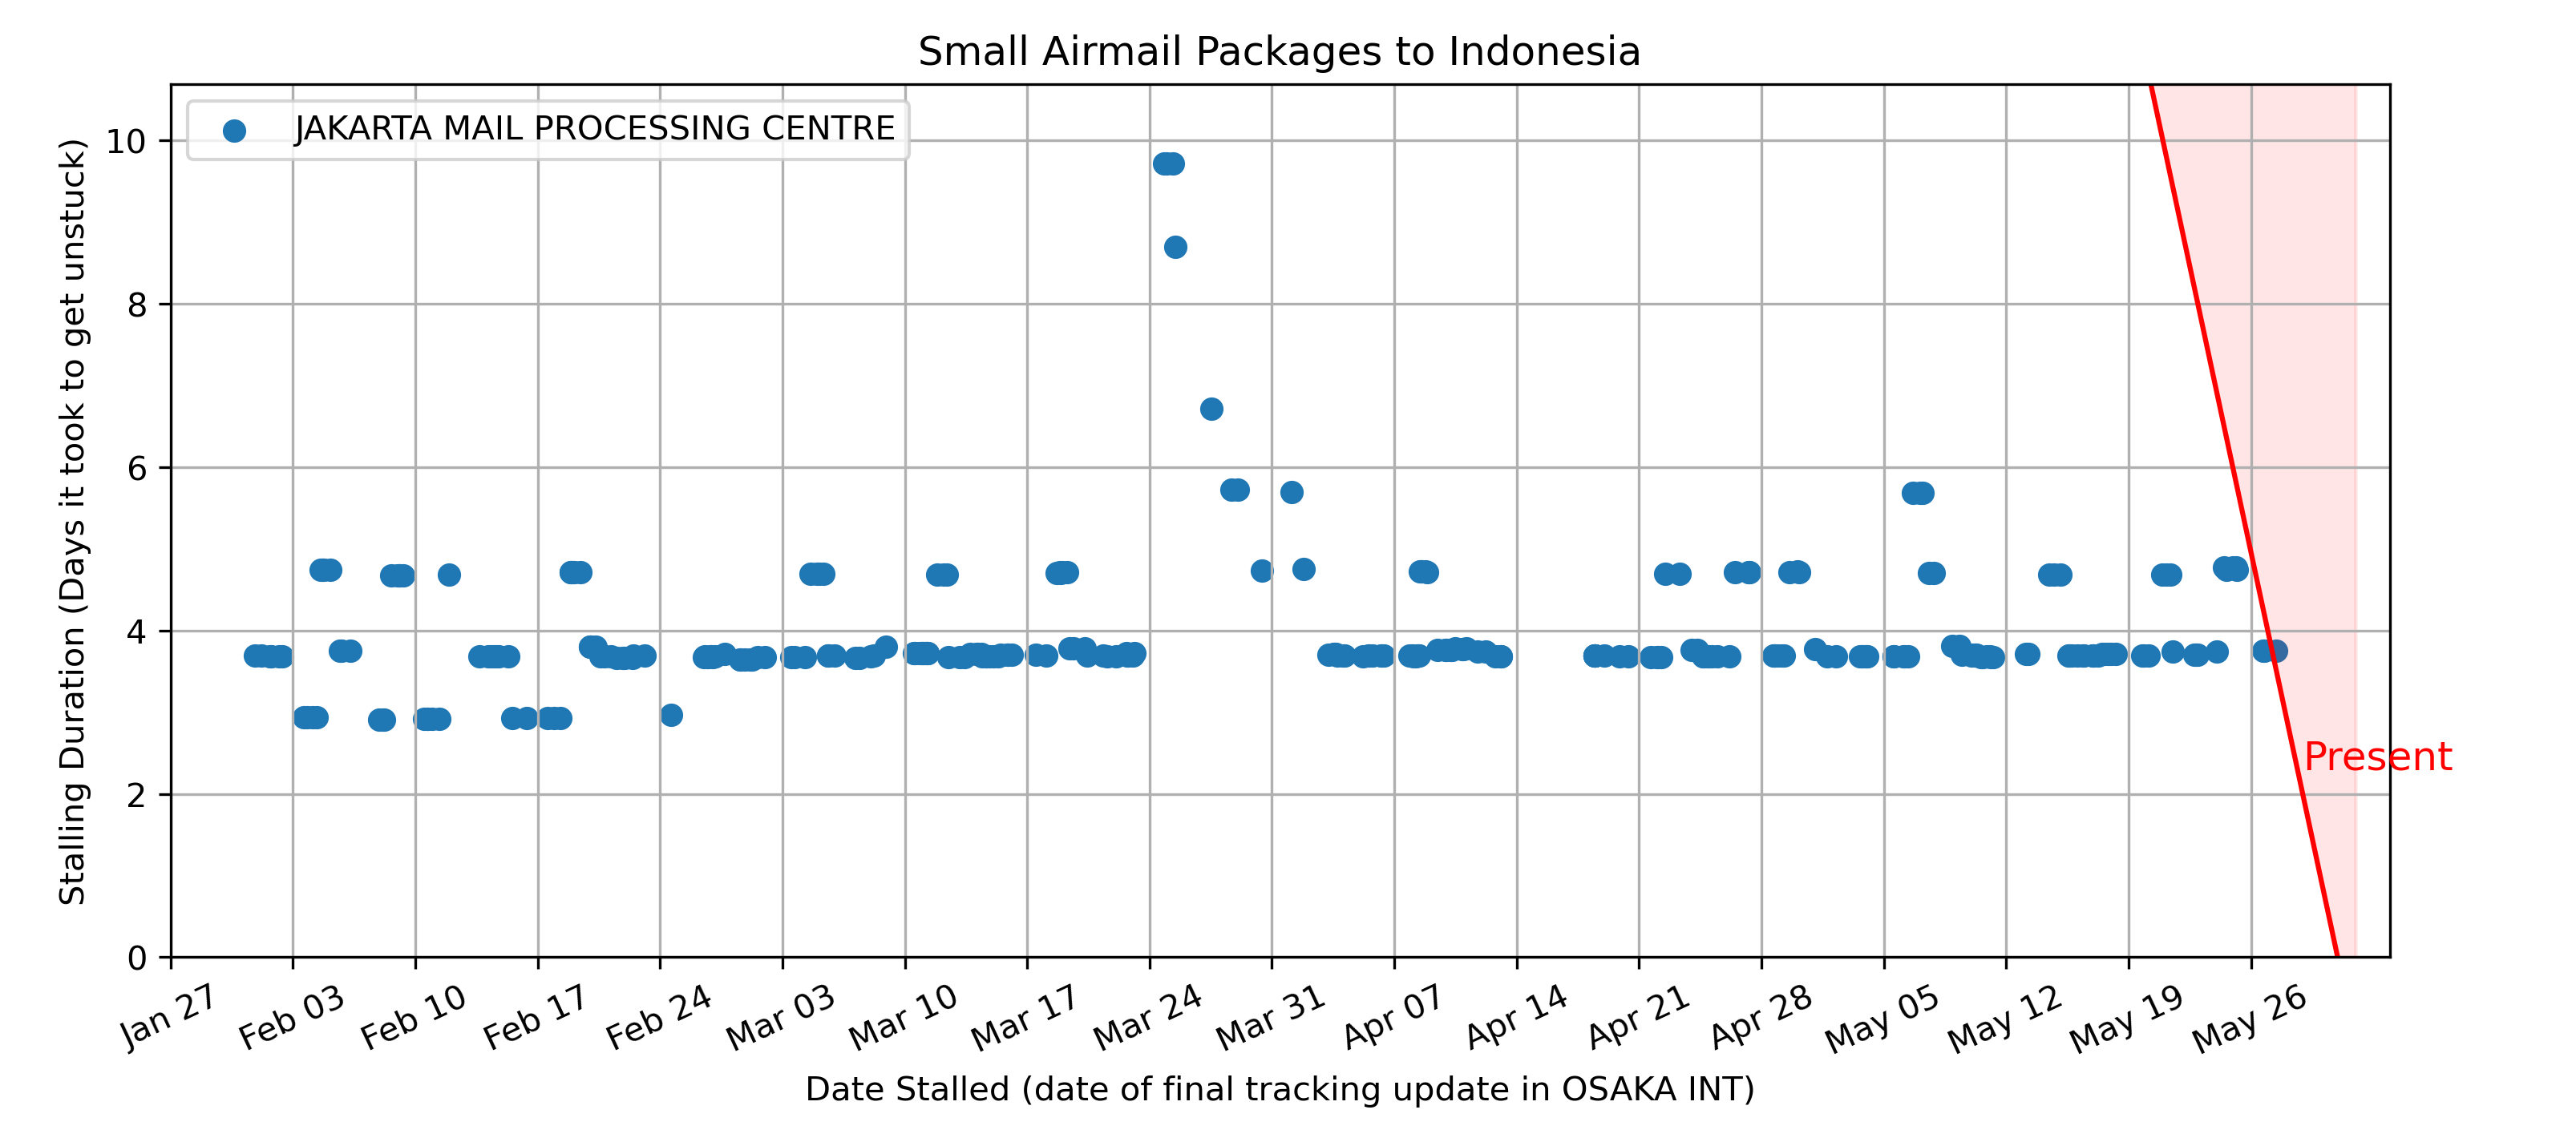 Small Airmail Packages to Indonesia
JAKARTA MAIL PROCESSING CENTRE
Stalling Duration (Days it took to get unstuck)
10
8
6
4
2
0
Present
Jan 27
Feb 03
Feb 10
Feb 17
Feb 24
Mar 03
Mar 10
Mar 17
Mar 24
Mar 31
Apr 07
Apr 14
Apr 21
Apr 28
May 05
May 12
May 19
May 26
Date Stalled (date of final tracking update in OSAKA INT)